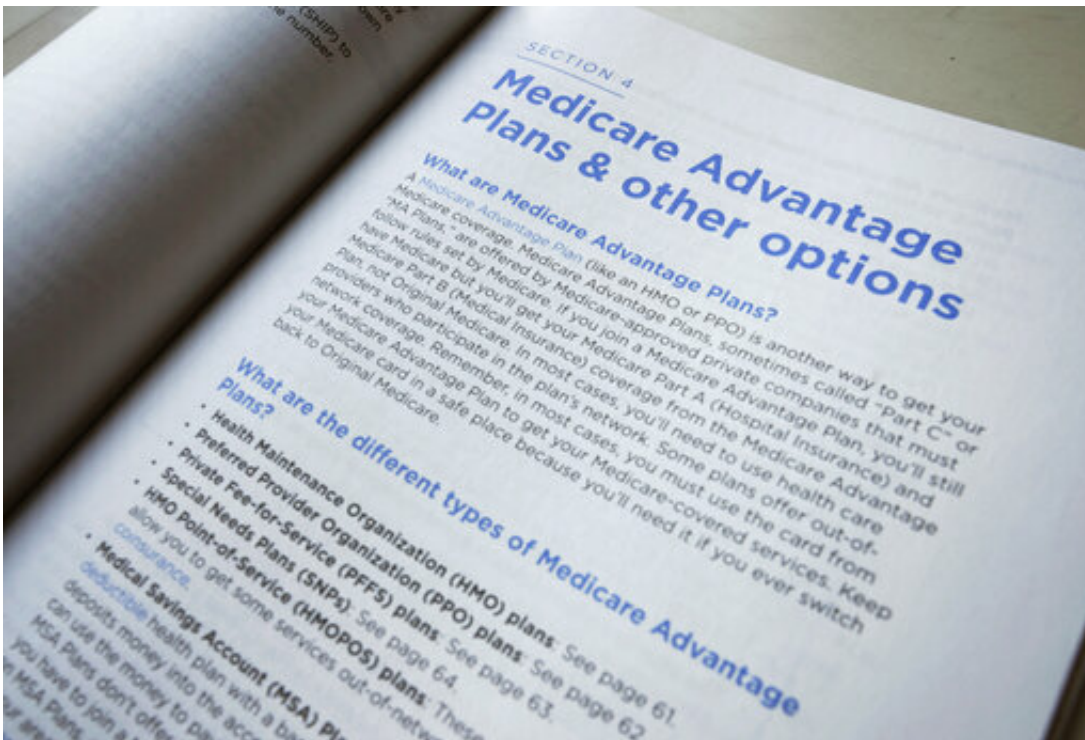 (SHIP) to
e number.
SECTION 4
Medicare Advantage
Plans & other options
What are Medicare Advantage Plans?
A Medicare Advantage Plan (like an HMO or PPO) is another way to get your
Medicare coverage. Medicare Advantage Plans, sometimes called "Part C" or
"MA Plans," are offered by Medicare-approved private companies that must
follow rules set by Medicare. If you join a Medicare Advantage Plan, you'll still
have Medicare but you'll get your Medicare Part A (Hospital Insurance) and
Medicare Part B (Medical Insurance) coverage from the Medicare Advantage
Plan, not Original Medicare. In most cases, you'll need to use health care
providers who participate in the plan's network. Some plans offer out-of-
network coverage. Remember, in most cases, you must use the card from
your Medicare Advantage Plan to get your Medicare-covered services. Keep
your Medicare card in a safe place because you'll need it if you ever switch
back to Original Medicare.
What are the different types of Medicare Advantage
Plans?
• Health Maintenance Organization (HMO) plans: See page 61.
• Preferred Provider Organization (PPO) plans: See page 62
• Private Fee-for-Service (PFFS) plans: See page 63.
• Special Needs Plans (SNPs): See page 64.
• HMO Point-of-Service (HMOPOS) plans: These
allow you to get some services out-of-netw
coinsurance.
• Medical Savings Account (MSA) Pl
deductible health plan with a ba
deposits money into the acco
can use the money to pa
MSA Plans don't offe
you have to join a
MSA Plans,